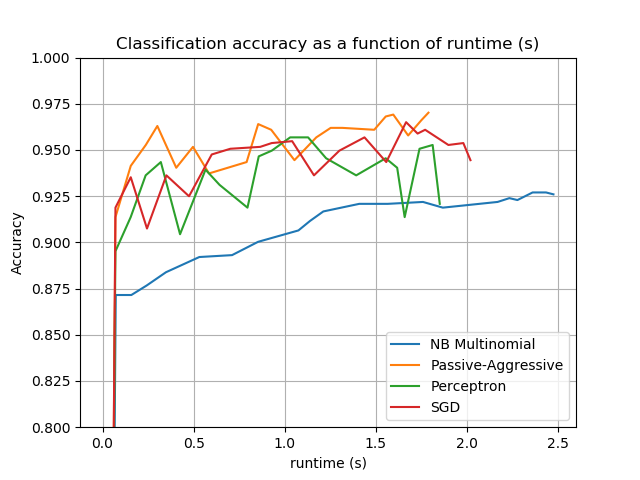 Classification accuracy as a function of runtime (s)
1.000
0.975
0.950
0.925
0.900
0.875
0.850
0.825
0.800
Accuracy
NB Multinomial
Passive-Aggressive
Perceptron
SGD
0.0 0.5 1.0 1.5 2.0 2.5
runtime (s)